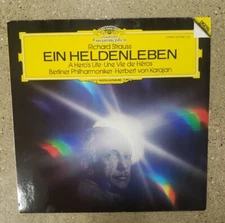 Richard Strauss
EIN HELDENLEBEN
A Hero's Life · Une Vie de Héros
Berliner Philharmoniker · Herbert von Karajan